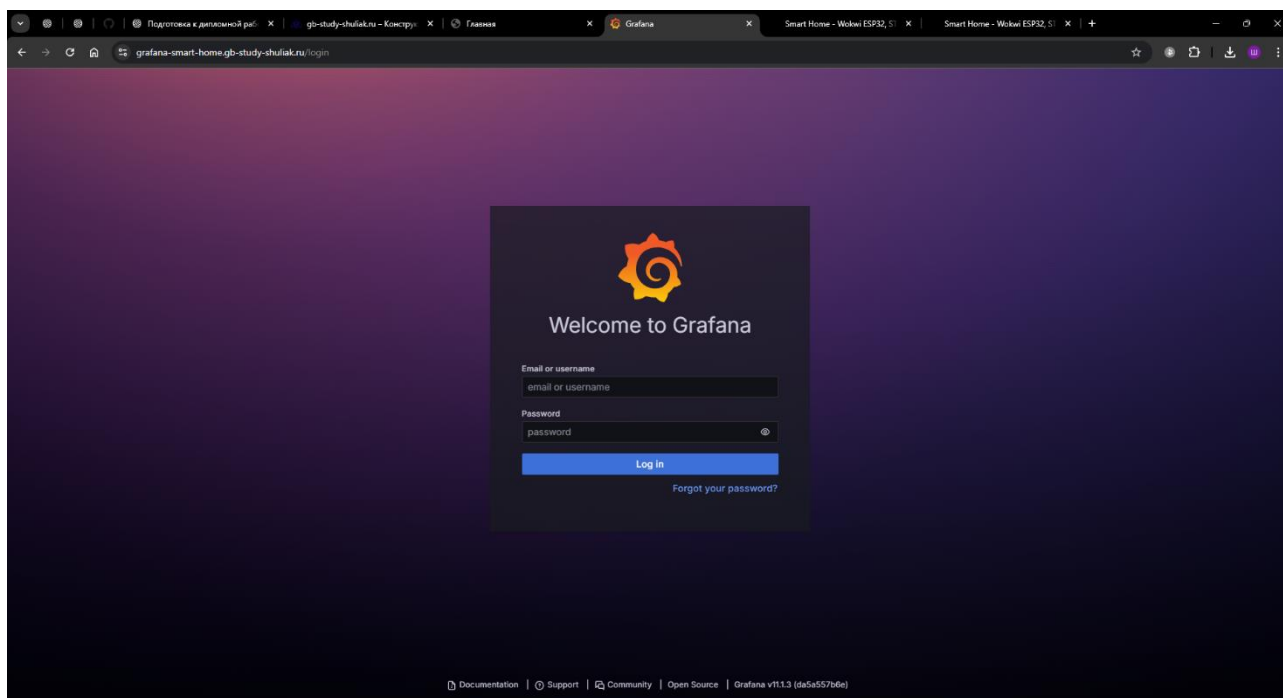 Подготовка к дипломной раб
gb-study-shuliak.ru – Конструк
Главная
Grafana
Smart Home - Wokwi ESP32, ST
Smart Home - Wokwi ESP32, ST
grafana-smart-home.gb-study-shuliak.ru/login
Welcome to Grafana
Email or username
email or username
Password
password
Log in
Forgot your password?
Documentation | Support | Community | Open Source | Grafana v11.1.3 (da5a557b6e)